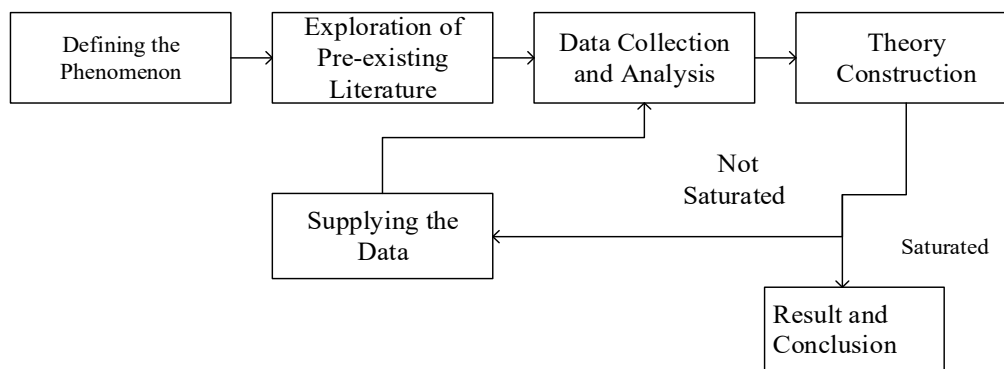 Defining the
Phenomenon
Exploration of
Pre-existing
Literature
Data Collection
and Analysis
Theory
Construction
Not
Saturated
Supplying the
Data
Saturated
Result and
Conclusion